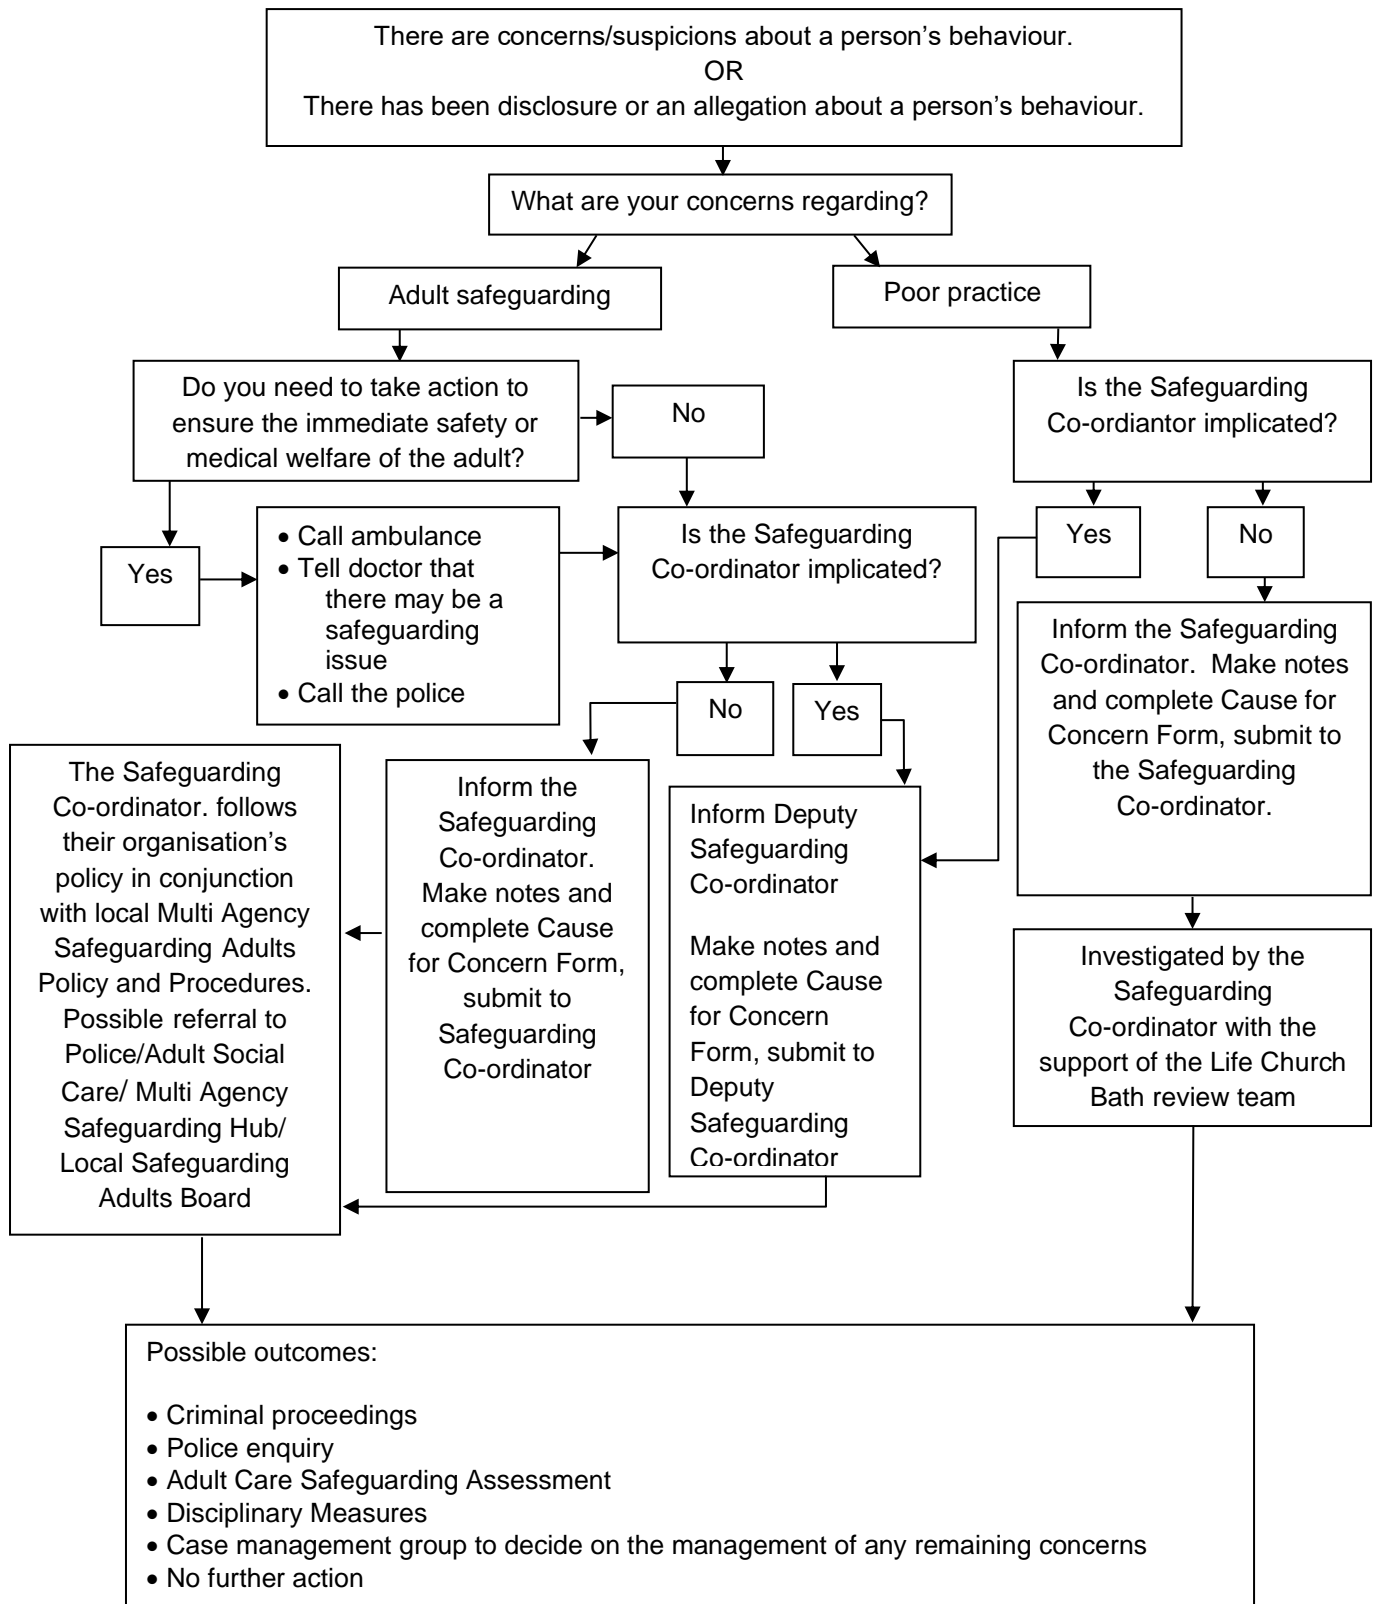 There are concerns/suspicions about a person’s behaviour.
OR
There has been disclosure or an allegation about a person’s behaviour.
What are your concerns regarding?
Adult safeguarding
Poor practice
Do you need to take action to
ensure the immediate safety or
medical welfare of the adult?
No
Is the Safeguarding
Co-ordiantor implicated?
Yes
• Call ambulance
• Tell doctor that
there may be a
safeguarding
issue
• Call the police
Is the Safeguarding
Co-ordinator implicated?
Yes
No
No
Yes
Inform the Safeguarding
Co-ordinator. Make notes
and complete Cause for
Concern Form, submit to
the Safeguarding
Co-ordinator.
The Safeguarding
Co-ordinator. follows
their organisation’s
policy in conjunction
with local Multi Agency
Safeguarding Adults
Policy and Procedures.
Possible referral to
Police/Adult Social
Care/ Multi Agency
Safeguarding Hub/
Local Safeguarding
Adults Board
Inform the
Safeguarding
Co-ordinator.
Make notes and
complete Cause
for Concern Form,
submit to
Safeguarding
Co-ordinator
Inform Deputy
Safeguarding
Co-ordinator
Make notes and
complete Cause
for Concern
Form, submit to
Deputy
Safeguarding
Co-ordinator
Investigated by the
Safeguarding
Co-ordinator with the
support of the Life Church
Bath review team
Possible outcomes:
• Criminal proceedings
• Police enquiry
• Adult Care Safeguarding Assessment
• Disciplinary Measures
• Case management group to decide on the management of any remaining concerns
• No further action